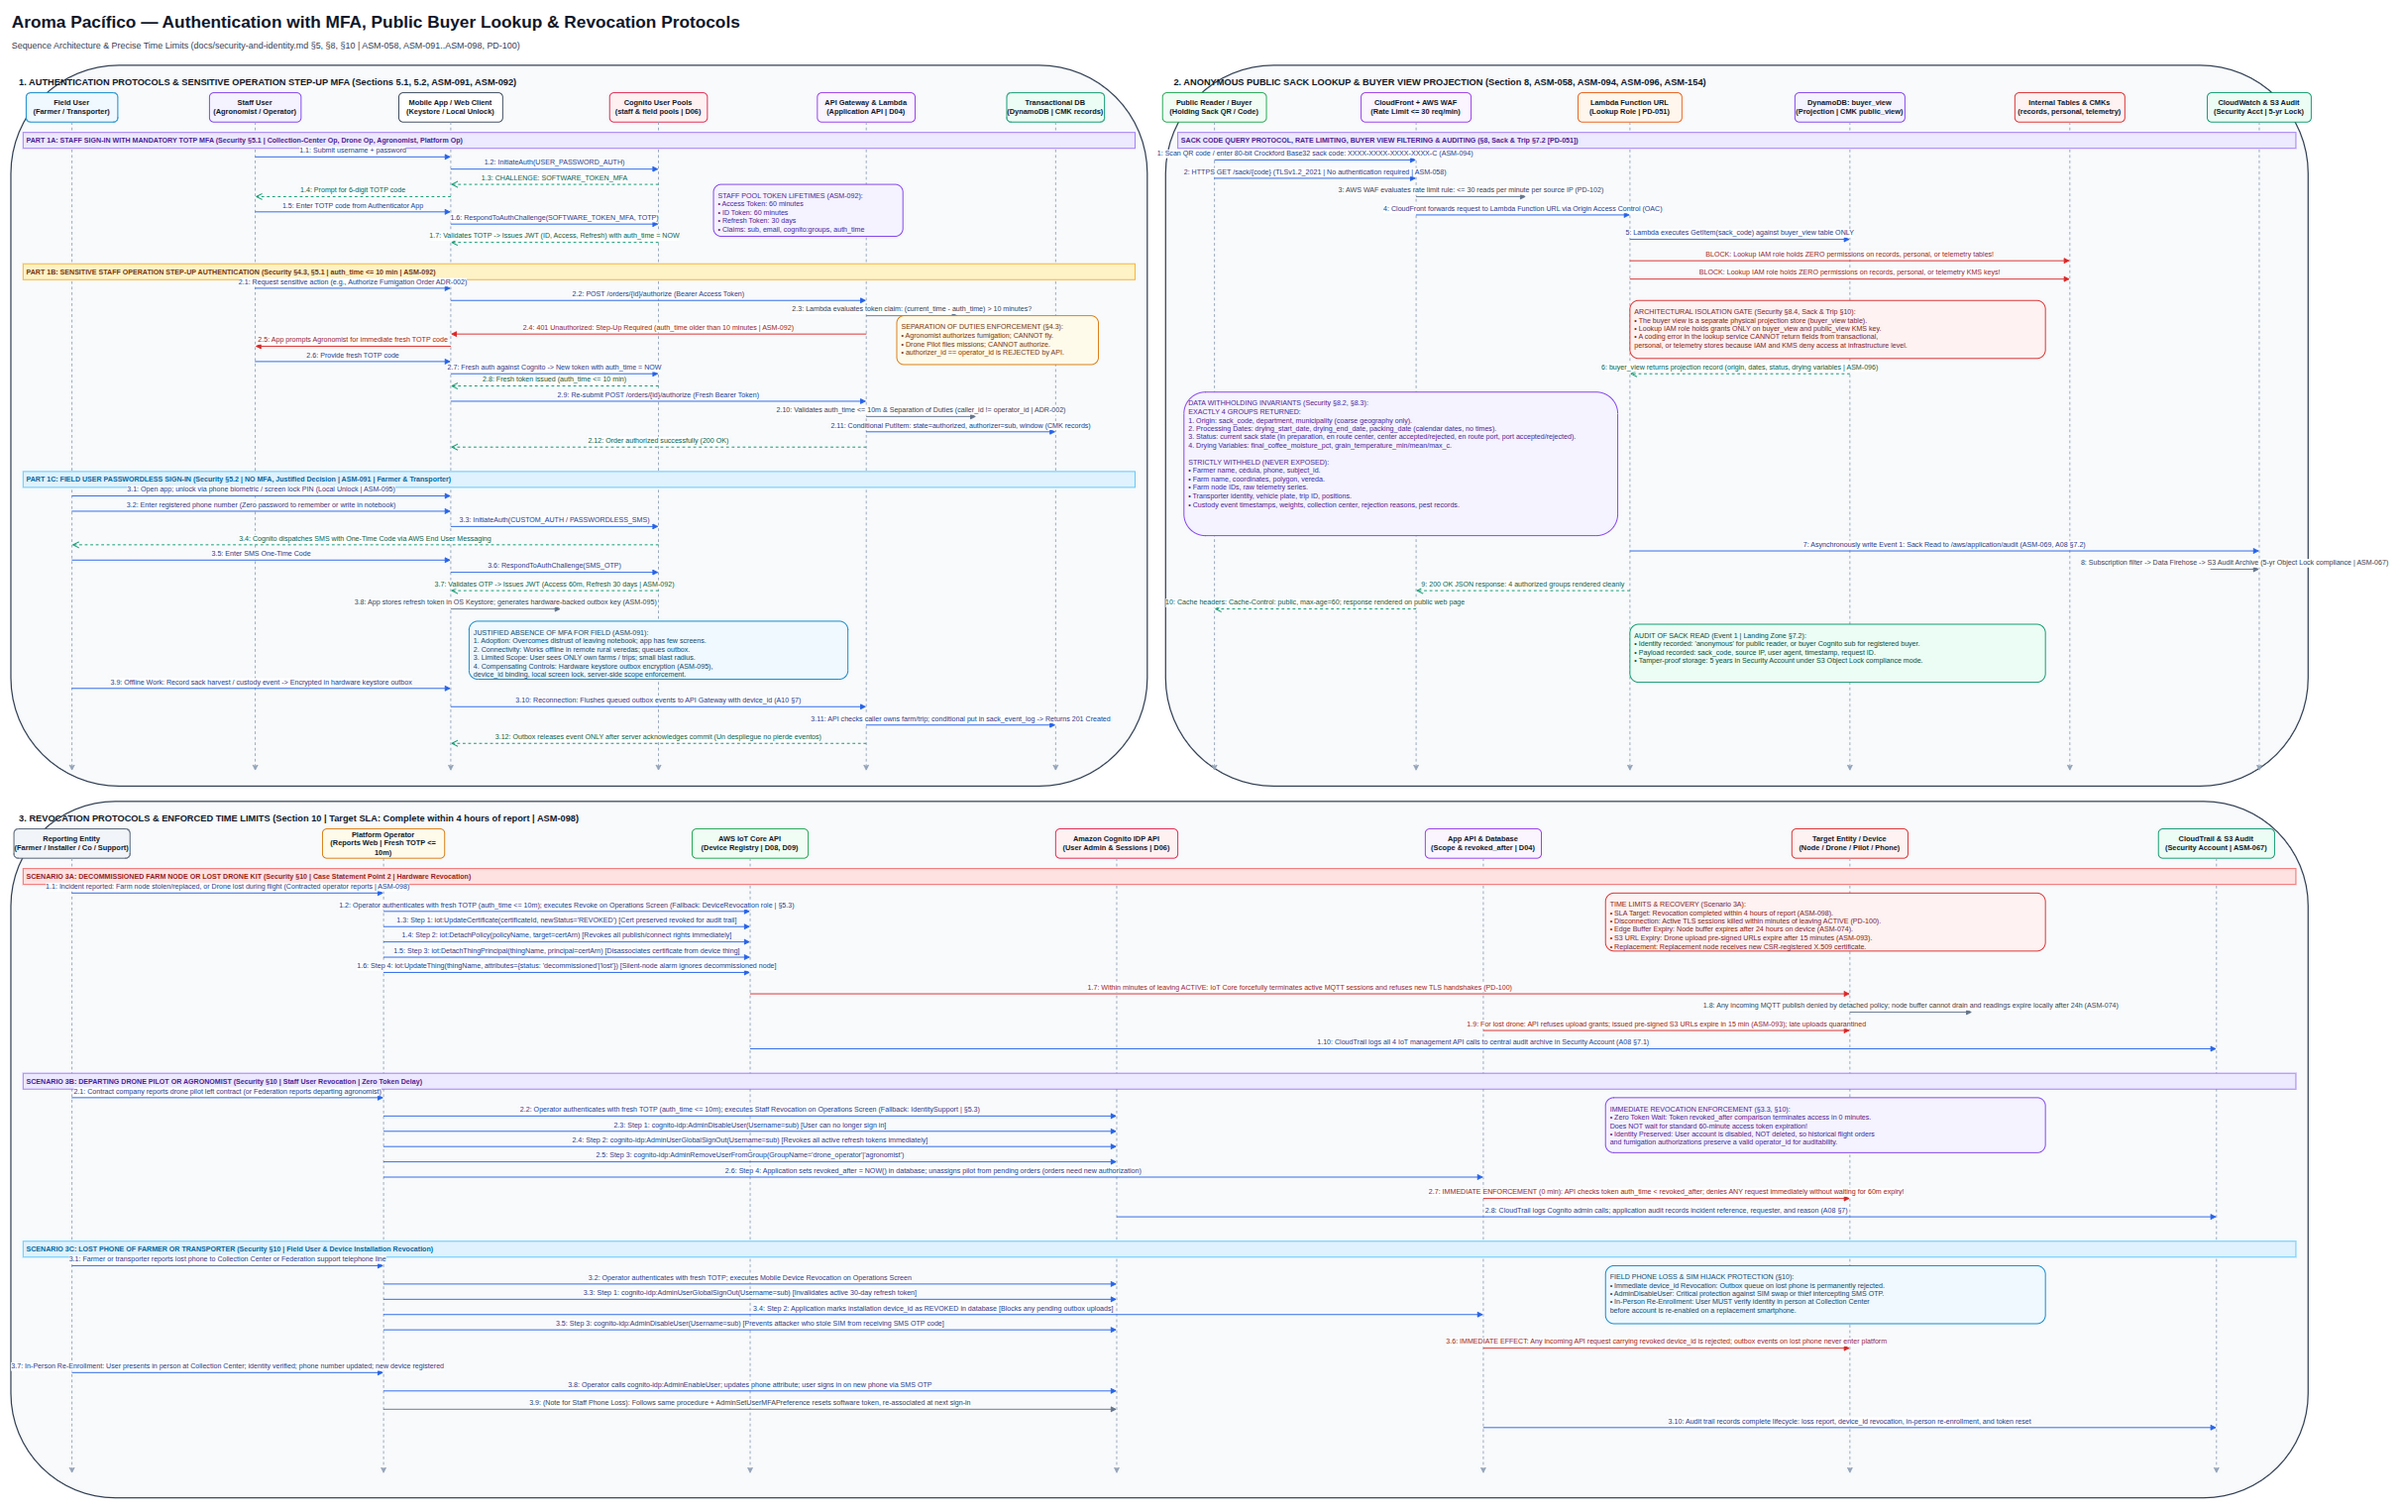 Aroma Pacífico — Authentication with MFA, Public Buyer Lookup & Revocation Protocols
Sequence Architecture & Precise Time Limits (docs/security-and-identity.md §5, §8, §10 | ASM-058, ASM-091..ASM-098, PD-100)
1. AUTHENTICATION PROTOCOLS & SENSITIVE OPERATION STEP-UP MFA (Sections 5.1, 5.2, ASM-091, ASM-092)
Field User
(Farmer / Transporter)
Staff User
(Agronomist / Operator)
Mobile App / Web Client
(Keystore / Local Unlock)
Cognito User Pools
(staff & field pools | D06)
API Gateway & Lambda
(Application API | D04)
Transactional DB
(DynamoDB | CMK records)
PART 1A: STAFF SIGN-IN WITH MANDATORY TOTP MFA (Security §5.1 | Collection-Center Op, Drone Op, Agronomist, Platform Op)
1.1: Submit username + password
1.2: InitiateAuth(USER_PASSWORD_AUTH)
1.3: CHALLENGE: SOFTWARE_TOKEN_MFA
1.4: Prompt for 6-digit TOTP code
1.5: Enter TOTP code from Authenticator App
1.6: RespondToAuthChallenge(SOFTWARE_TOKEN_MFA, TOTP)
1.7: Validates TOTP -> Issues JWT (ID, Access, Refresh) with auth_time = NOW
STAFF POOL TOKEN LIFETIMES (ASM-092):
• Access Token: 60 minutes
• ID Token: 60 minutes
• Refresh Token: 30 days
• Claims: sub, email, cognito:groups, auth_time
PART 1B: SENSITIVE STAFF OPERATION STEP-UP AUTHENTICATION (Security §4.3, §5.1 | auth_time <= 10 min | ASM-092)
2.1: Request sensitive action (e.g., Authorize Fumigation Order ADR-002)
2.2: POST /orders/{id}/authorize (Bearer Access Token)
2.3: Lambda evaluates token claim: (current_time - auth_time) > 10 minutes?
2.4: 401 Unauthorized: Step-Up Required (auth_time older than 10 minutes | ASM-092)
2.5: App prompts Agronomist for immediate fresh TOTP code
2.6: Provide fresh TOTP code
2.7: Fresh auth against Cognito -> New token with auth_time = NOW
2.8: Fresh token issued (auth_time <= 10 min)
2.9: Re-submit POST /orders/{id}/authorize (Fresh Bearer Token)
2.10: Validates auth_time <= 10m & Separation of Duties (caller_id != operator_id | ADR-002)
2.11: Conditional PutItem: state=authorized, authorizer=sub, window (CMK records)
2.12: Order authorized successfully (200 OK)
SEPARATION OF DUTIES ENFORCEMENT (§4.3):
• Agronomist authorizes fumigation; CANNOT fly.
• Drone Pilot flies missions; CANNOT authorize.
• authorizer_id == operator_id is REJECTED by API.
PART 1C: FIELD USER PASSWORDLESS SIGN-IN (Security §5.2 | NO MFA, Justified Decision | ASM-091 | Farmer & Transporter)
3.1: Open app; unlock via phone biometric / screen lock PIN (Local Unlock | ASM-095)
3.2: Enter registered phone number (Zero password to remember or write in notebook)
3.3: InitiateAuth(CUSTOM_AUTH / PASSWORDLESS_SMS)
3.4: Cognito dispatches SMS with One-Time Code via AWS End User Messaging
3.5: Enter SMS One-Time Code
3.6: RespondToAuthChallenge(SMS_OTP)
3.7: Validates OTP -> Issues JWT (Access 60m, Refresh 30 days | ASM-092)
3.8: App stores refresh token in OS Keystore; generates hardware-backed outbox key (ASM-095)
JUSTIFIED ABSENCE OF MFA FOR FIELD (ASM-091):
1. Adoption: Overcomes distrust of leaving notebook; app has few screens.
2. Connectivity: Works offline in remote rural veredas; queues outbox.
3. Limited Scope: User sees ONLY own farms / trips; small blast radius.
4. Compensating Controls: Hardware keystore outbox encryption (ASM-095),
device_id binding, local screen lock, server-side scope enforcement.
3.9: Offline Work: Record sack harvest / custody event -> Encrypted in hardware keystore outbox
3.10: Reconnection: Flushes queued outbox events to API Gateway with device_id (A10 §7)
3.11: API checks caller owns farm/trip; conditional put in sack_event_log -> Returns 201 Created
3.12: Outbox releases event ONLY after server acknowledges commit (Un despliegue no pierde eventos)
2. ANONYMOUS PUBLIC SACK LOOKUP & BUYER VIEW PROJECTION (Section 8, ASM-058, ASM-094, ASM-096, ASM-154)
Public Reader / Buyer
(Holding Sack QR / Code)
CloudFront + AWS WAF
(Rate Limit <= 30 req/min)
Lambda Function URL
(Lookup Role | PD-051)
DynamoDB: buyer_view
(Projection | CMK public_view)
Internal Tables & CMKs
(records, personal, telemetry)
CloudWatch & S3 Audit
(Security Acct | 5-yr Lock)
SACK CODE QUERY PROTOCOL, RATE LIMITING, BUYER VIEW FILTERING & AUDITING (§8, Sack & Trip §7.2 [PD-051])
1: Scan QR code / enter 80-bit Crockford Base32 sack code: XXXX-XXXX-XXXX-XXXX-C (ASM-094)
2: HTTPS GET /sack/{code} (TLSv1.2_2021 | No authentication required | ASM-058)
3: AWS WAF evaluates rate limit rule: <= 30 reads per minute per source IP (PD-102)
4: CloudFront forwards request to Lambda Function URL via Origin Access Control (OAC)
5: Lambda executes GetItem(sack_code) against buyer_view table ONLY
BLOCK: Lookup IAM role holds ZERO permissions on records, personal, or telemetry tables!
BLOCK: Lookup IAM role holds ZERO permissions on records, personal, or telemetry KMS keys!
ARCHITECTURAL ISOLATION GATE (Security §8.4, Sack & Trip §10):
• The buyer view is a separate physical projection store (buyer_view table).
• Lookup IAM role holds grants ONLY on buyer_view and public_view KMS key.
• A coding error in the lookup service CANNOT return fields from transactional,
personal, or telemetry stores because IAM and KMS deny access at infrastructure level.
6: buyer_view returns projection record (origin, dates, status, drying variables | ASM-096)
DATA WITHHOLDING INVARIANTS (Security §8.2, §8.3):
EXACTLY 4 GROUPS RETURNED:
1. Origin: sack_code, department, municipality (coarse geography only).
2. Processing Dates: drying_start_date, drying_end_date, packing_date (calendar dates, no times).
3. Status: current sack state (in preparation, en route center, center accepted/rejected, en route port, port accepted/rejected).
4. Drying Variables: final_coffee_moisture_pct, grain_temperature_min/mean/max_c.
STRICTLY WITHHELD (NEVER EXPOSED):
• Farmer name, cédula, phone, subject_id.
• Farm name, coordinates, polygon, vereda.
• Farm node IDs, raw telemetry series.
• Transporter identity, vehicle plate, trip ID, positions.
• Custody event timestamps, weights, collection center, rejection reasons, pest records.
7: Asynchronously write Event 1: Sack Read to /aws/application/audit (ASM-069, A08 §7.2)
8: Subscription filter -> Data Firehose -> S3 Audit Archive (5-yr Object Lock compliance | ASM-067)
9: 200 OK JSON response: 4 authorized groups rendered cleanly
10: Cache headers: Cache-Control: public, max-age=60; response rendered on public web page
AUDIT OF SACK READ (Event 1 | Landing Zone §7.2):
• Identity recorded: 'anonymous' for public reader, or buyer Cognito sub for registered buyer.
• Payload recorded: sack_code, source IP, user agent, timestamp, request ID.
• Tamper-proof storage: 5 years in Security Account under S3 Object Lock compliance mode.
3. REVOCATION PROTOCOLS & ENFORCED TIME LIMITS (Section 10 | Target SLA: Complete within 4 hours of report | ASM-098)
Reporting Entity
(Farmer / Installer / Co / Support)
Platform Operator
(Reports Web | Fresh TOTP <=
10m)
AWS IoT Core API
(Device Registry | D08, D09)
Amazon Cognito IDP API
(User Admin & Sessions | D06)
App API & Database
(Scope & revoked_after | D04)
Target Entity / Device
(Node / Drone / Pilot / Phone)
CloudTrail & S3 Audit
(Security Account | ASM-067)
SCENARIO 3A: DECOMMISSIONED FARM NODE OR LOST DRONE KIT (Security §10 | Case Statement Point 2 | Hardware Revocation)
1.1: Incident reported: Farm node stolen/replaced, or Drone lost during flight (Contracted operator reports | ASM-098)
1.2: Operator authenticates with fresh TOTP (auth_time <= 10m); executes Revoke on Operations Screen (Fallback: DeviceRevocation role | §5.3)
1.3: Step 1: iot:UpdateCertificate(certificateId, newStatus='REVOKED') [Cert preserved revoked for audit trail]
1.4: Step 2: iot:DetachPolicy(policyName, target=certArn) [Revokes all publish/connect rights immediately]
1.5: Step 3: iot:DetachThingPrincipal(thingName, principal=certArn) [Disassociates certificate from device thing]
1.6: Step 4: iot:UpdateThing(thingName, attributes={status: 'decommissioned'|'lost'}) [Silent-node alarm ignores decommissioned node]
TIME LIMITS & RECOVERY (Scenario 3A):
• SLA Target: Revocation completed within 4 hours of report (ASM-098).
• Disconnection: Active TLS sessions killed within minutes of leaving ACTIVE (PD-100).
• Edge Buffer Expiry: Node buffer expires after 24 hours on device (ASM-074).
• S3 URL Expiry: Drone upload pre-signed URLs expire after 15 minutes (ASM-093).
• Replacement: Replacement node receives new CSR-registered X.509 certificate.
1.7: Within minutes of leaving ACTIVE: IoT Core forcefully terminates active MQTT sessions and refuses new TLS handshakes (PD-100)
1.8: Any incoming MQTT publish denied by detached policy; node buffer cannot drain and readings expire locally after 24h (ASM-074)
1.9: For lost drone: API refuses upload grants; issued pre-signed S3 URLs expire in 15 min (ASM-093); late uploads quarantined
1.10: CloudTrail logs all 4 IoT management API calls to central audit archive in Security Account (A08 §7.1)
SCENARIO 3B: DEPARTING DRONE PILOT OR AGRONOMIST (Security §10 | Staff User Revocation | Zero Token Delay)
2.1: Contract company reports drone pilot left contract (or Federation reports departing agronomist)
2.2: Operator authenticates with fresh TOTP (auth_time <= 10m); executes Staff Revocation on Operations Screen (Fallback: IdentitySupport | §5.3)
2.3: Step 1: cognito-idp:AdminDisableUser(Username=sub) [User can no longer sign in]
2.4: Step 2: cognito-idp:AdminUserGlobalSignOut(Username=sub) [Revokes all active refresh tokens immediately]
2.5: Step 3: cognito-idp:AdminRemoveUserFromGroup(GroupName='drone_operator'|'agronomist')
2.6: Step 4: Application sets revoked_after = NOW() in database; unassigns pilot from pending orders (orders need new authorization)
IMMEDIATE REVOCATION ENFORCEMENT (§3.3, §10):
• Zero Token Wait: Token revoked_after comparison terminates access in 0 minutes.
Does NOT wait for standard 60-minute access token expiration!
• Identity Preserved: User account is disabled, NOT deleted, so historical flight orders
and fumigation authorizations preserve a valid operator_id for auditability.
2.7: IMMEDIATE ENFORCEMENT (0 min): API checks token auth_time < revoked_after; denies ANY request immediately without waiting for 60m expiry!
2.8: CloudTrail logs Cognito admin calls; application audit records incident reference, requester, and reason (A08 §7)
SCENARIO 3C: LOST PHONE OF FARMER OR TRANSPORTER (Security §10 | Field User & Device Installation Revocation)
3.1: Farmer or transporter reports lost phone to Collection Center or Federation support telephone line
3.2: Operator authenticates with fresh TOTP; executes Mobile Device Revocation on Operations Screen
3.3: Step 1: cognito-idp:AdminUserGlobalSignOut(Username=sub) [Invalidates active 30-day refresh token]
3.4: Step 2: Application marks installation device_id as REVOKED in database [Blocks any pending outbox uploads]
3.5: Step 3: cognito-idp:AdminDisableUser(Username=sub) [Prevents attacker who stole SIM from receiving SMS OTP code]
FIELD PHONE LOSS & SIM HIJACK PROTECTION (§10):
• Immediate device_id Revocation: Outbox queue on lost phone is permanently rejected.
• AdminDisableUser: Critical protection against SIM swap or thief intercepting SMS OTP.
• In-Person Re-Enrollment: User MUST verify identity in person at Collection Center
before account is re-enabled on a replacement smartphone.
3.6: IMMEDIATE EFFECT: Any incoming API request carrying revoked device_id is rejected; outbox events on lost phone never enter platform
3.7: In-Person Re-Enrollment: User presents in person at Collection Center; identity verified; phone number updated; new device registered
3.8: Operator calls cognito-idp:AdminEnableUser; updates phone attribute; user signs in on new phone via SMS OTP
3.9: (Note for Staff Phone Loss): Follows same procedure + AdminSetUserMFAPreference resets software token, re-associated at next sign-in
3.10: Audit trail records complete lifecycle: loss report, device_id revocation, in-person re-enrollment, and token reset